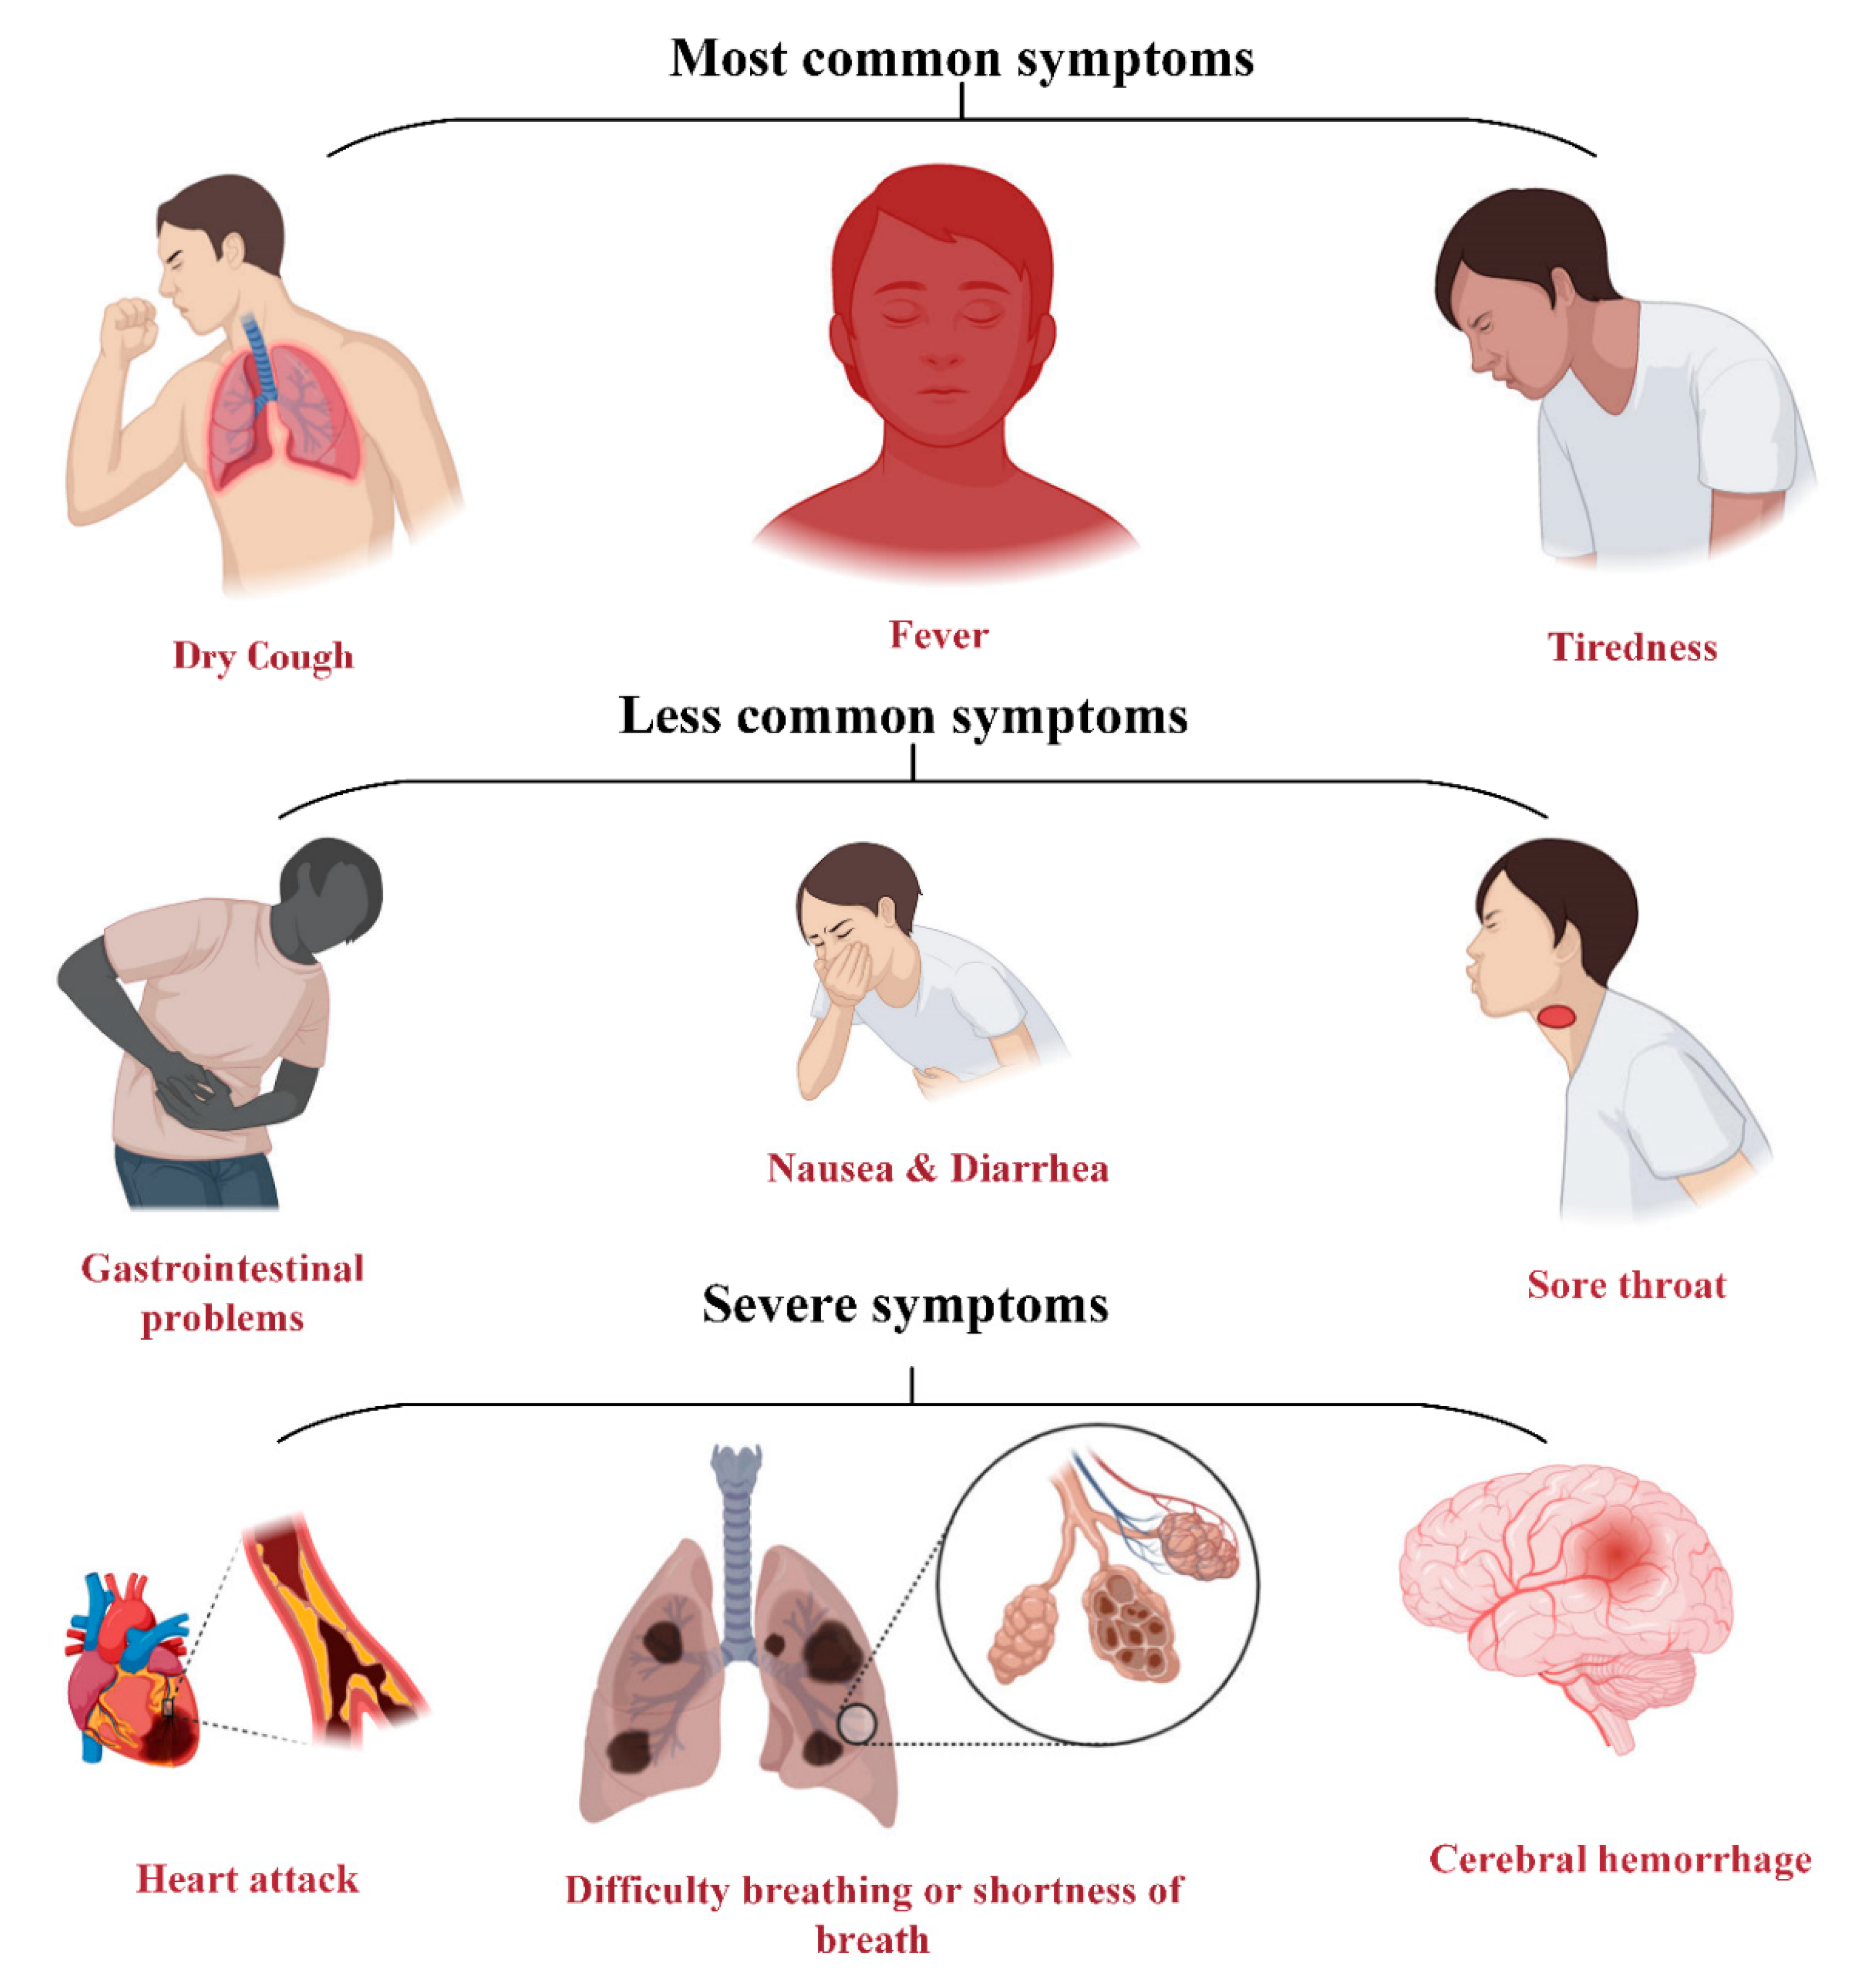 Most common symptoms
Dry Cough
Fever
Tiredness
Less common symptoms
Gastrointestinal
problems
Nausea & Diarrhea
Sore throat
Severe symptoms
Heart attack
Difficulty breathing or shortness of
breath
Cerebral hemorrhage